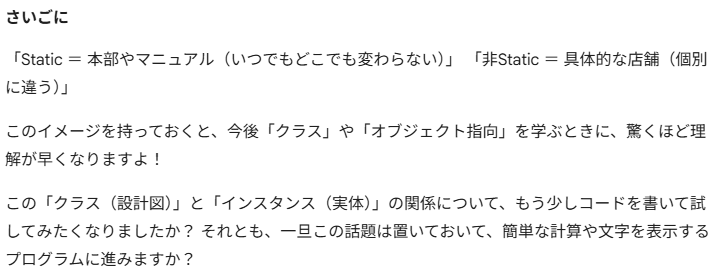 さいごに
「Static = 本部やマニュアル（いつでもどこでも変わらない）」 「非Static = 具体的な店舗（個別
に違う）」
このイメージを持っておくと、今後「クラス」や「オブジェクト指向」を学ぶときに、驚くほど理
解が早くなりますよ！
この「クラス（設計図）」と「インスタンス（実体）」の関係について、もう少しコードを書いて試
してみたくなりましたか？ それとも、一旦この話題は置いておいて、簡単な計算や文字を表示する
プログラムに進みますか？